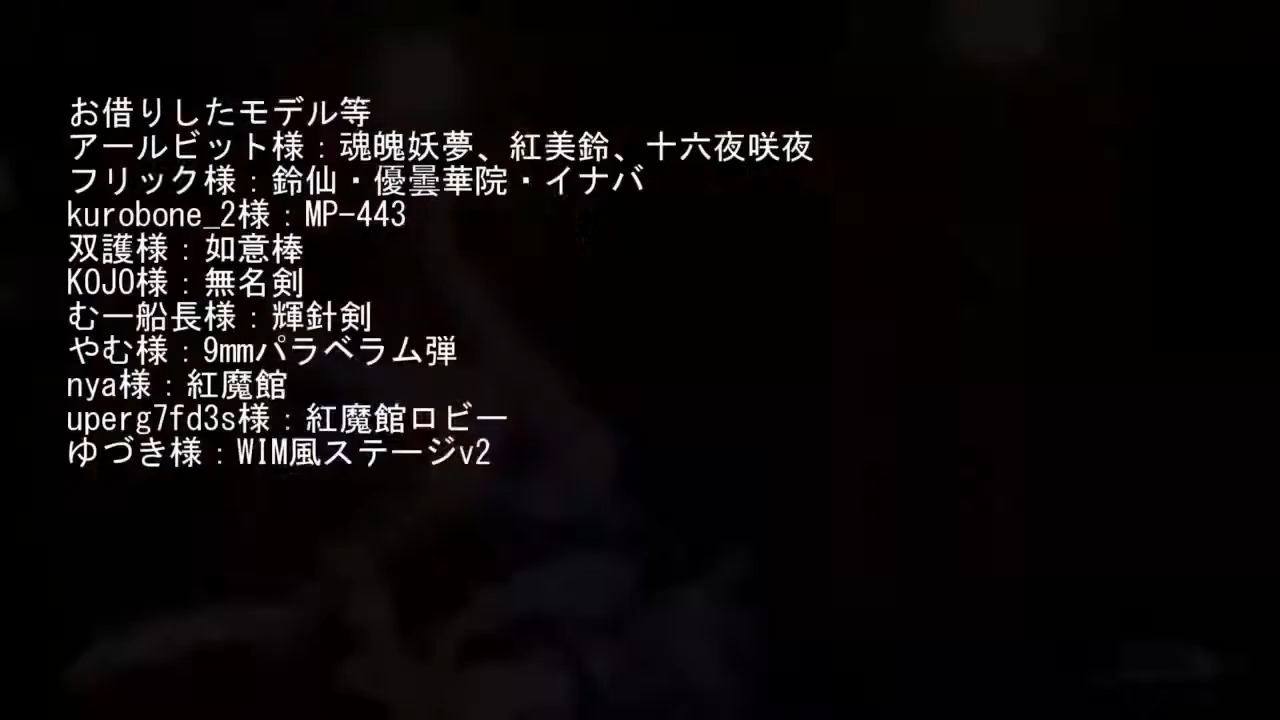 お借りしたモデル等
アールビット様：魂魄妖夢、紅美鈴、十六夜咲夜
フリック様：鈴仙・優曇華院・イナバ
kurobone_2様：MP-443
双護様：如意棒
KOJO様：無名剣
む一船長様：輝針剣
やむ様：9mmパラベラム弾
nya様：紅魔館
uperg7fd3s様：紅魔館ロビー
ゆづき様：WIM風ステージv2